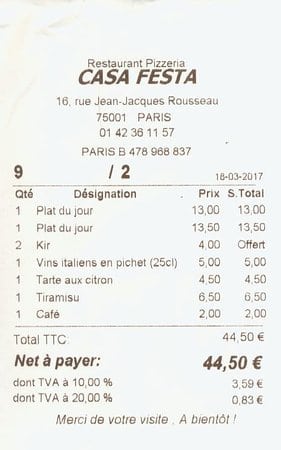 Restaurant Pizzeria
CASA FESTA
16, rue Jean-Jacques Rousseau
75001 PARIS
01 42 36 11 57
PARIS B 478 968 837
9 / 2 16-03-2017
Qté Désignation Prix S.Total
1 Plat du jour 13,00 13,00
1 Plat du jour 13,50 13,50
2 Kir 4,00 Offert
1 Vins italiens en pichet (25cl) 5,00 5,00
1 Tarte aux citron 4,50 4,50
1 Tiramisu 6,50 6,50
1 Café 2,00 2,00
Total TTC: 44,50 €
Net à payer: 44,50 €
dont TVA à 10,00 % 3,59 €
dont TVA à 20,00 % 0,83 €
Merci de votre visite , A bientôt !